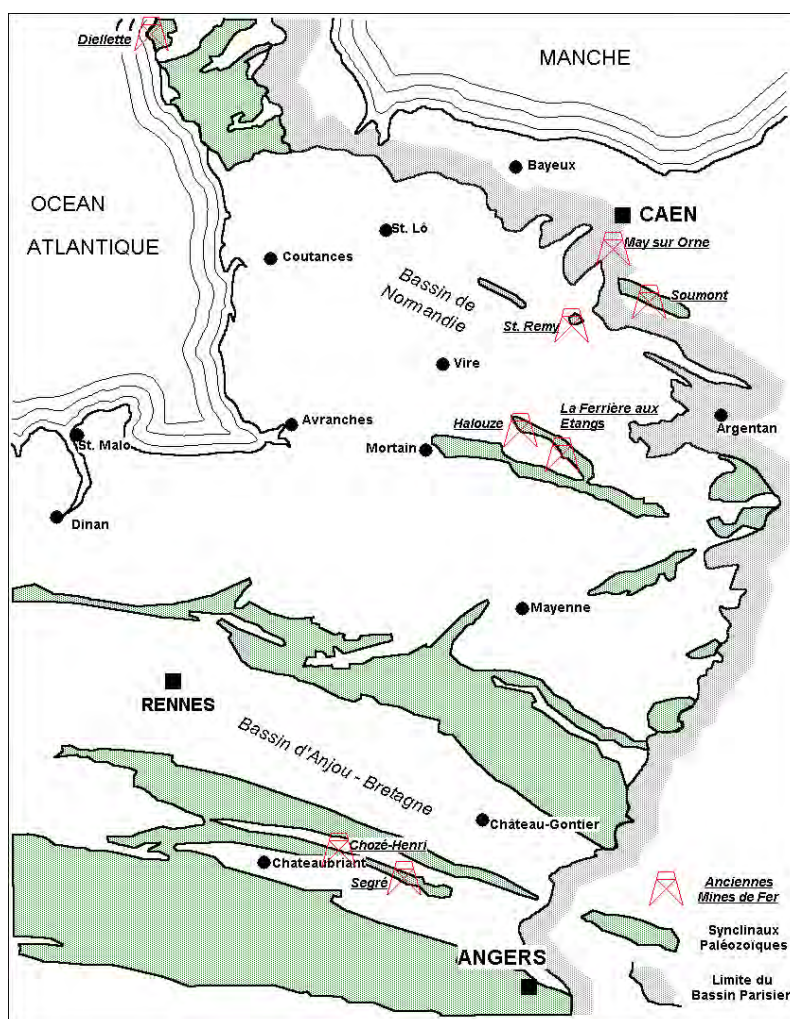 Diellette
MANCHE
Bayeux
OCEAN
ATLANTIQUE
CAEN
St. Lô
May sur Orne
Coutances
Bassin de
Normandie
Soumont
St. Remy
Vire
La Ferrière aux
Etangs
Halouze
Avranches
Argentan
St. Malo
Mortain
Dinan
Mayenne
RENNES
Bassin d'Anjou - Bretagne
Château-Gontier
Chozé-Henri
Chateaubriant
Segré
Anciennes
Mines de Fer
Synclinaux
Paléozoïques
ANGERS
Limite du
Bassin Parisier